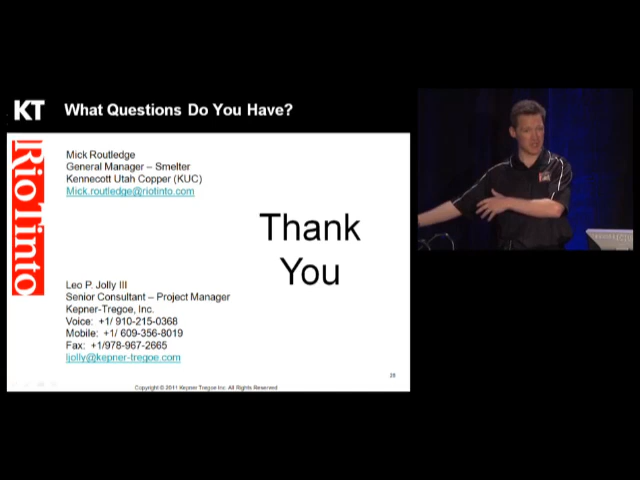 KT What Questions Do You Have?
Rio Tinto
Mick Routledge
General Manager – Smelter
Kennecott Utah Copper (KUC)
Mick.routledge@riotinto.com
Thank
You
Leo P. Jolly III
Senior Consultant – Project Manager
Kepner-Tregoe, Inc.
Voice: +1/ 910-215-0368
Mobile: +1/ 609-356-8019
Fax: +1/978-967-2665
ljolly@kepner-tregoe.com
28
Copyright © 2011 Kepner Tregoe Inc. All Rights Reserved